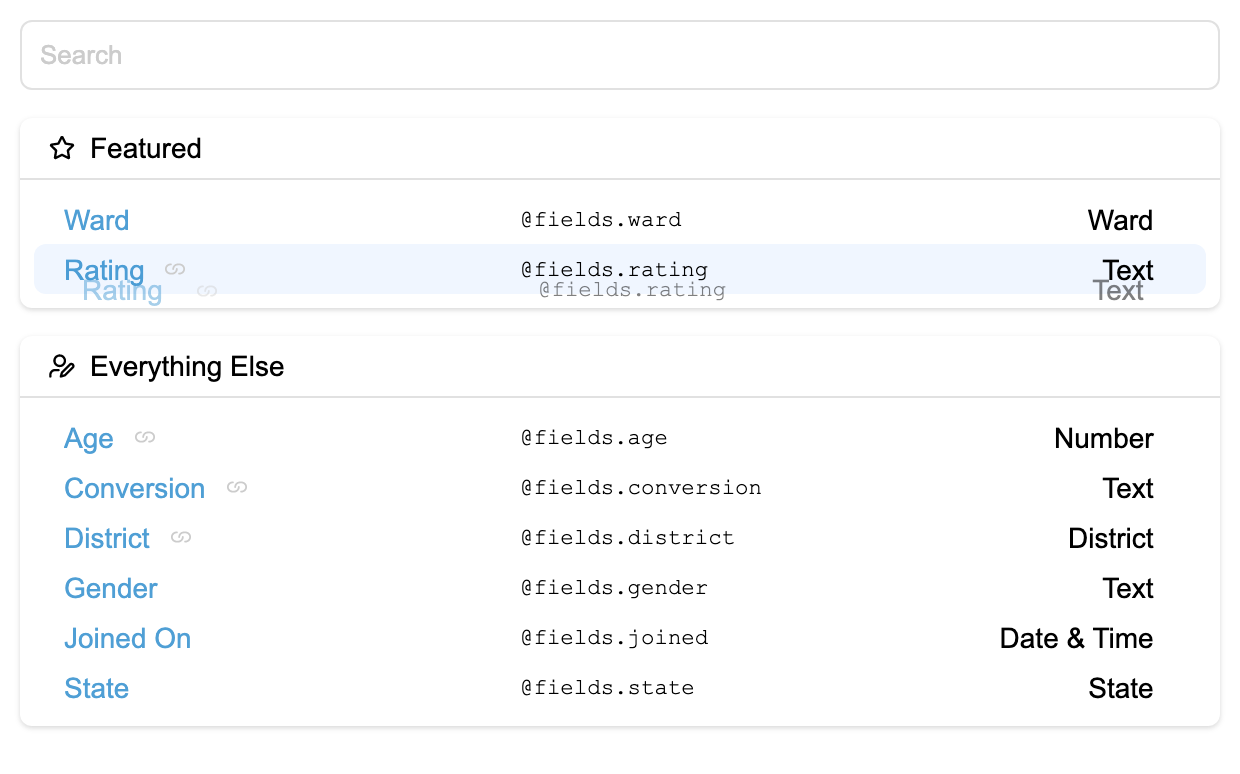 Search
Featured
Ward @fields.ward Ward
Rating @fields.rating Text
Rating @fields.rating Text
Everything Else
Age @fields.age Number
Conversion @fields.conversion Text
District @fields.district District
Gender @fields.gender Text
Joined On @fields.joined Date & Time
State @fields.state State